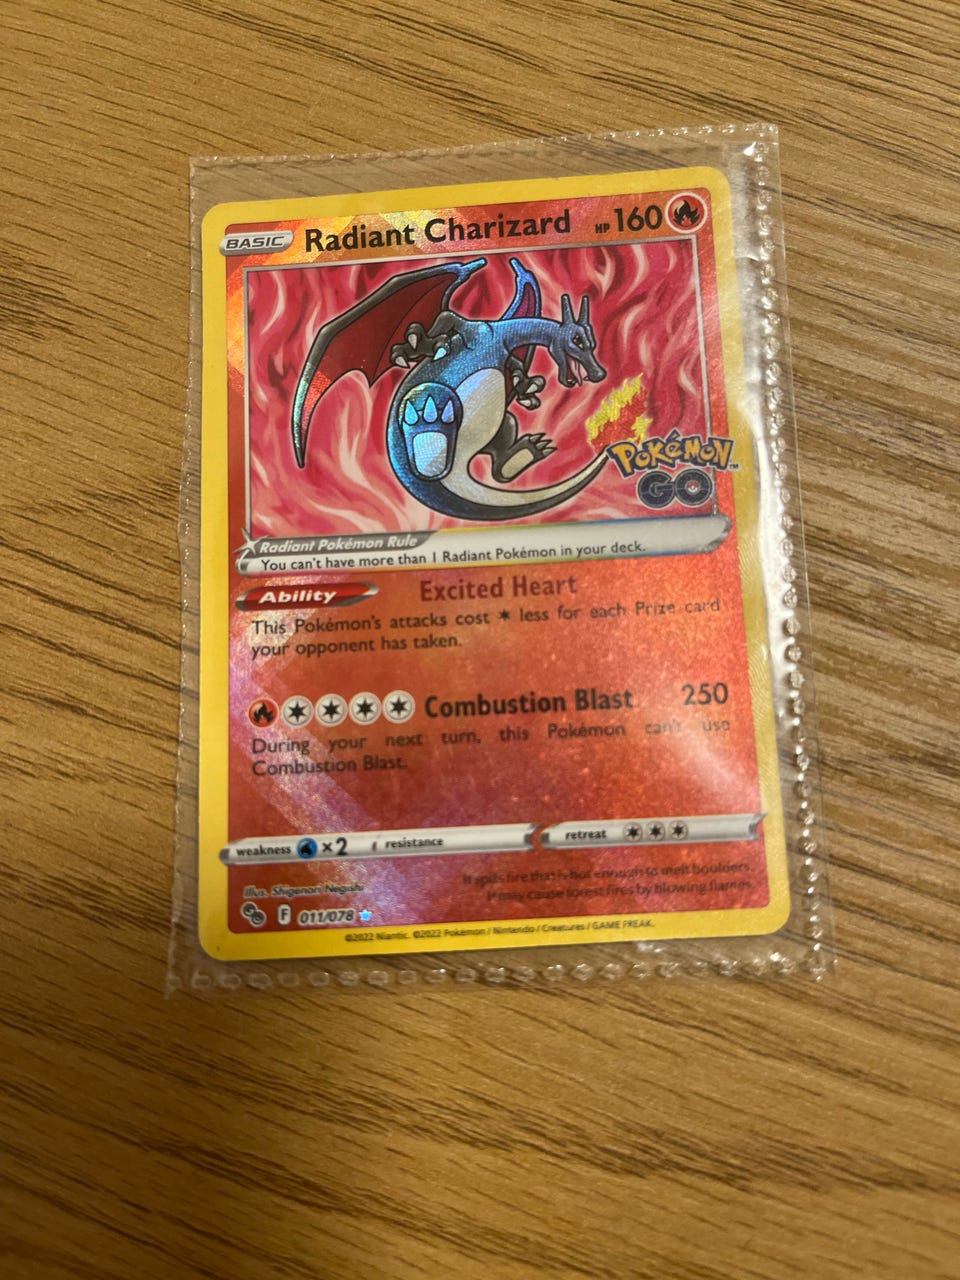 BASIC Radiant Charizard HP 160
POKÉMON™
GO
Radiant Pokémon Rule
You can't have more than 1 Radiant Pokémon in your deck.
Ability Excited Heart
This Pokémon's attacks cost less for each Prize card
your opponent has taken.
Combustion Blast 250
During your next turn, this Pokémon can't use
Combustion Blast.
weakness ×2 resistance retreat
It spits fire that is hot enough to melt boulders.
It may cause forest fires by blowing flames.
Illus. Shigenori Negishi
F 011/078
©2022 Niantic. ©2022 Pokémon / Nintendo / Creatures / GAME FREAK.